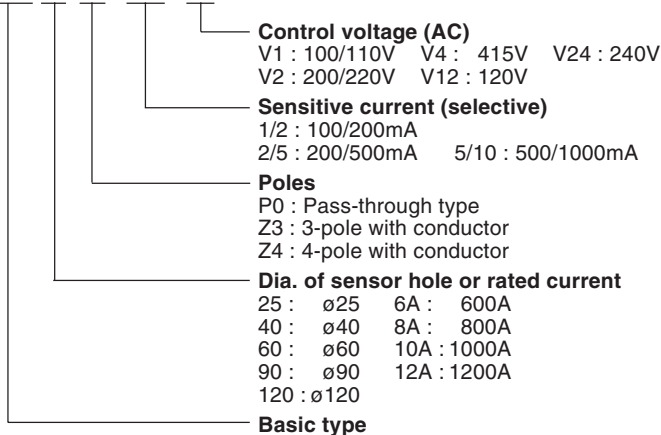 Control voltage (AC)
V1 : 100/110V V4 : 415V V24 : 240V
V2 : 200/220V V12 : 120V
Sensitive current (selective)
1/2 : 100/200mA
2/5 : 200/500mA 5/10 : 500/1000mA
Poles
P0 : Pass-through type
Z3 : 3-pole with conductor
Z4 : 4-pole with conductor
Dia. of sensor hole or rated current
25 : ø25 6A : 600A
40 : ø40 8A : 800A
60 : ø60 10A : 1000A
90 : ø90 12A : 1200A
120 : ø120
Basic type